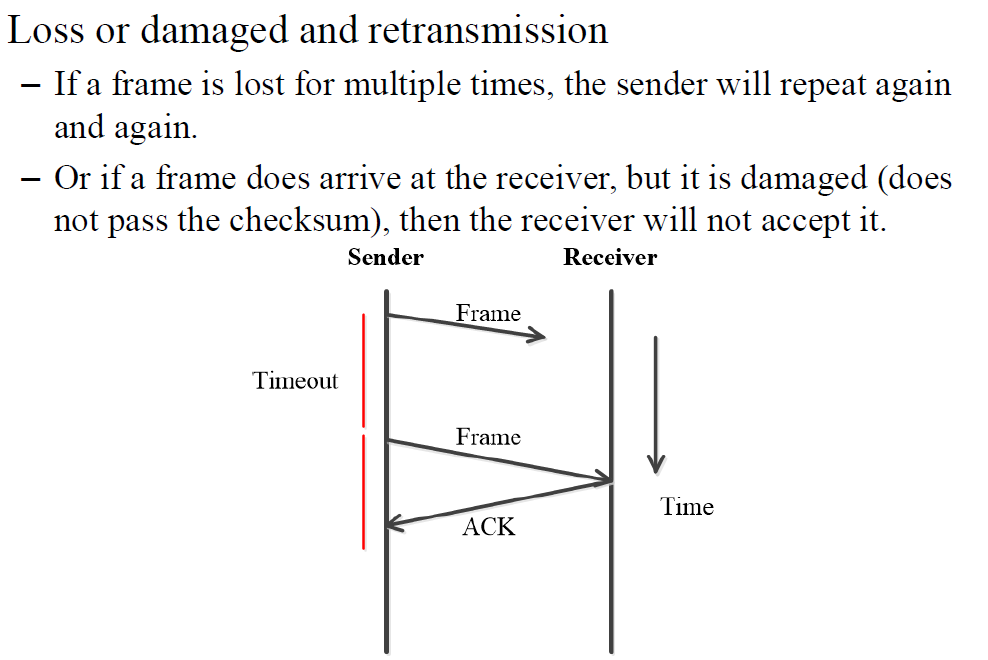 Loss or damaged and retransmission
– If a frame is lost for multiple times, the sender will repeat again
and again.
– Or if a frame does arrive at the receiver, but it is damaged (does
not pass the checksum), then the receiver will not accept it.
Sender
Receiver
Frame
Timeout
Frame
Time
ACK